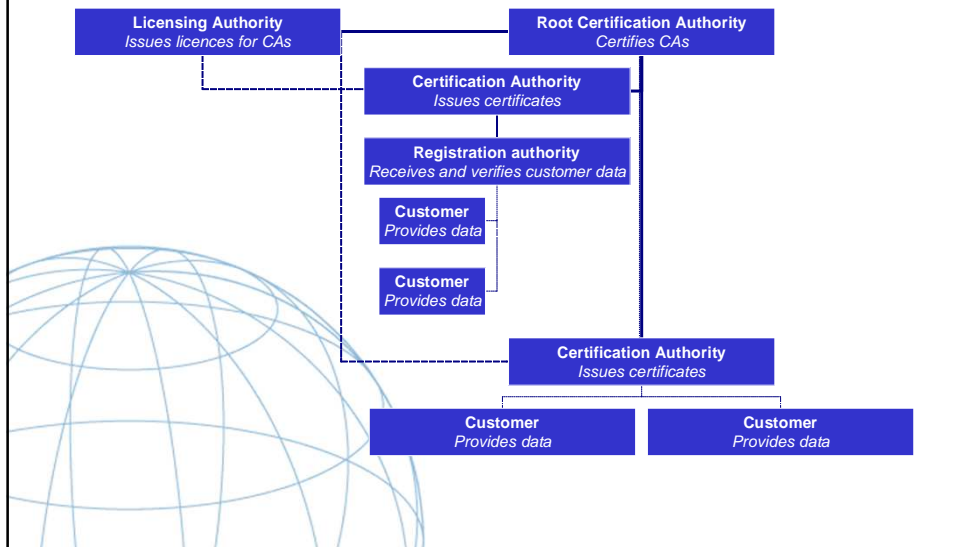 Licensing Authority
Issues licences for CAs
Root Certification Authority
Certifies CAs
Certification Authority
Issues certificates
Registration authority
Receives and verifies customer data
Customer
Provides data
Customer
Provides data
Certification Authority
Issues certificates
Customer
Provides data
Customer
Provides data